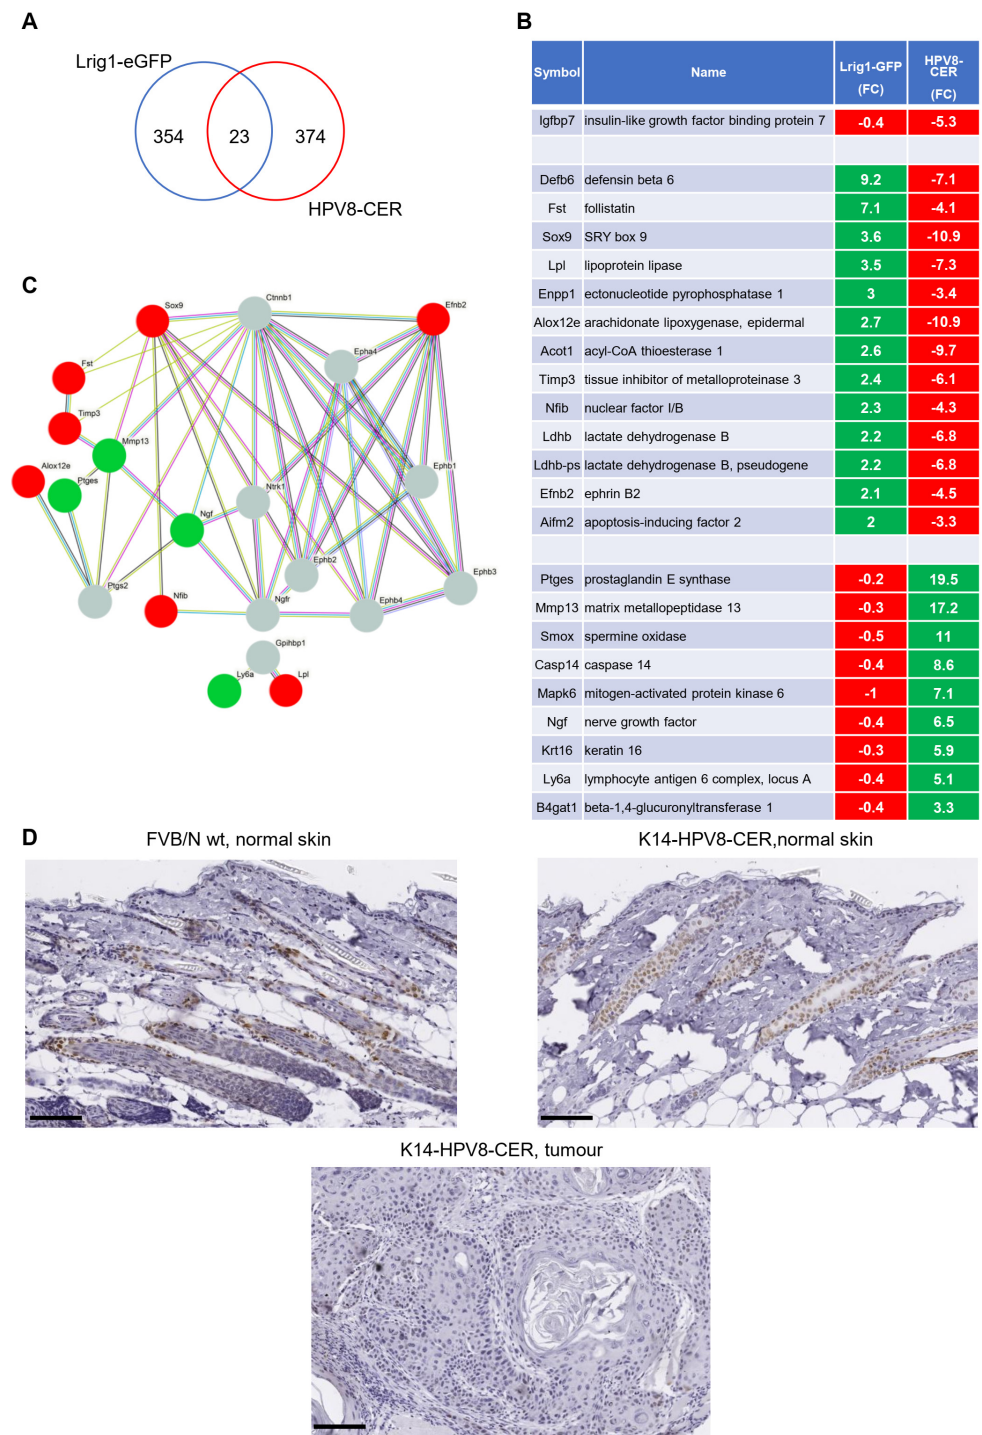 A
Lrig1-eGFP
354
23
374
HPV8-CER
B
Symbol Name Lrig1-GFP (FC) HPV8-CER (FC)
Igfbp7 insulin-like growth factor binding protein 7 -0.4 -5.3
Defb6 defensin beta 6 9.2 -7.1
Fst follistatin 7.1 -4.1
Sox9 SRY box 9 3.6 -10.9
Lpl lipoprotein lipase 3.5 -7.3
Enpp1 ectonucleotide pyrophosphatase 1 3 -3.4
Alox12e arachidonate lipoxygenase, epidermal 2.7 -10.9
Acot1 acyl-CoA thioesterase 1 2.6 -9.7
Timp3 tissue inhibitor of metalloproteinase 3 2.4 -6.1
Nfib nuclear factor I/B 2.3 -4.3
Ldhb lactate dehydrogenase B 2.2 -6.8
Ldhb-ps lactate dehydrogenase B, pseudogene 2.2 -6.8
Efnb2 ephrin B2 2.1 -4.5
Aifm2 apoptosis-inducing factor 2 2 -3.3
Ptges prostaglandin E synthase -0.2 19.5
Mmp13 matrix metallopeptidase 13 -0.3 17.2
Smox spermine oxidase -0.5 11
Casp14 caspase 14 -0.4 8.6
Mapk6 mitogen-activated protein kinase 6 -1 7.1
Ngf nerve growth factor -0.4 6.5
Krt16 keratin 16 -0.3 5.9
Ly6a lymphocyte antigen 6 complex, locus A -0.4 5.1
B4gat1 beta-1,4-glucuronyltransferase 1 -0.4 3.3
C
Sox9
Ctnnb1
Efnb2
Epha4
Fst
Timp3
Mmp13
Alox12e
Ptges
Ephb1
Ntrk1
Ngf
Ephb2
Ephb3
Ptgs2
Nfib
Ngfr
Ephb4
Gpihbp1
Ly6a
Lpl
D
FVB/N wt, normal skin
K14-HPV8-CER,normal skin
K14-HPV8-CER, tumour